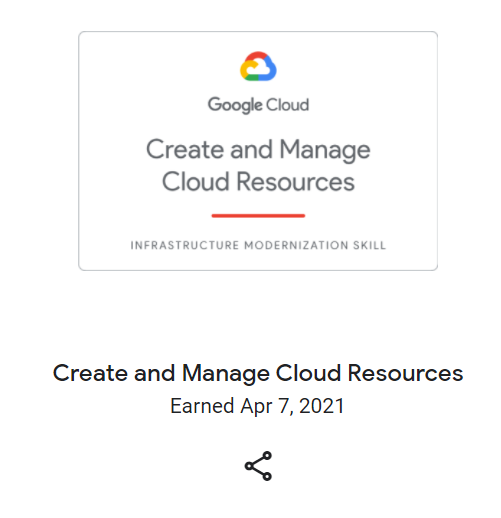 Google Cloud
Create and Manage
Cloud Resources
INFRASTRUCTURE MODERNIZATION SKILL
Create and Manage Cloud Resources
Earned Apr 7, 2021